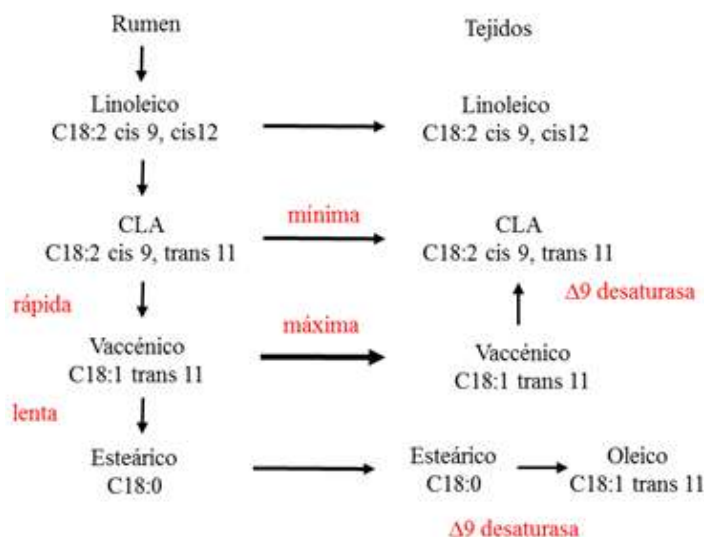 Rumen
Tejidos
Linoleico
C18:2 cis 9, cis12
Linoleico
C18:2 cis 9, cis12
CLA
C18:2 cis 9, trans 11
mínima
CLA
C18:2 cis 9, trans 11
rápida
Δ9 desaturasa
Vaccénico
C18:1 trans 11
máxima
Vaccénico
C18:1 trans 11
lenta
Esteárico
C18:0
Esteárico
C18:0
Oleico
C18:1 trans 11
Δ9 desaturasa